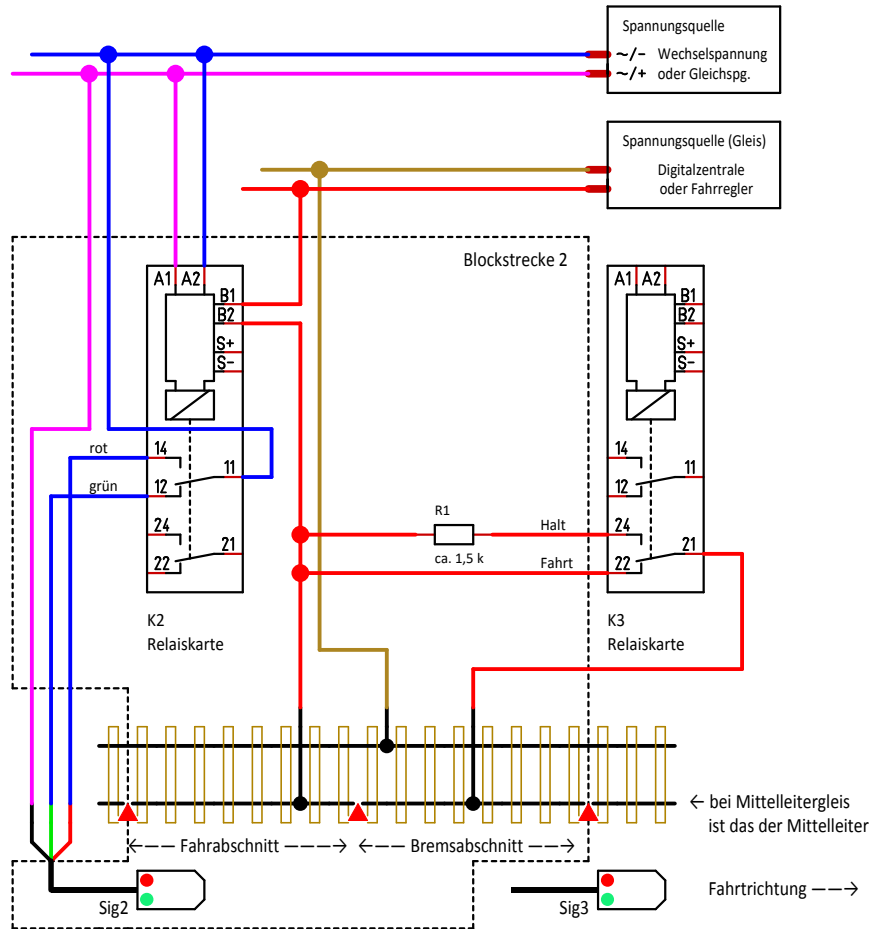 Spannungsquelle
~/- Wechselspannung
~/+ oder Gleichspg.
Spannungsquelle (Gleis)
Digitalzentrale
oder Fahrregler
Blockstrecke 2
A1 A2
B1
B2
S+
S-
14
12
11
24
22
21
rot
grün
K2
Relaiskarte
R1
ca. 1,5 k
Halt
Fahrt
A1 A2
B1
B2
S+
S-
14
12
11
24
22
21
K3
Relaiskarte
← bei Mittelleitergleis
ist das der Mittelleiter
←—— Fahrabschnitt ——→
←—— Bremsabschnitt ——→
Sig2
Sig3
Fahrtrichtung ——→